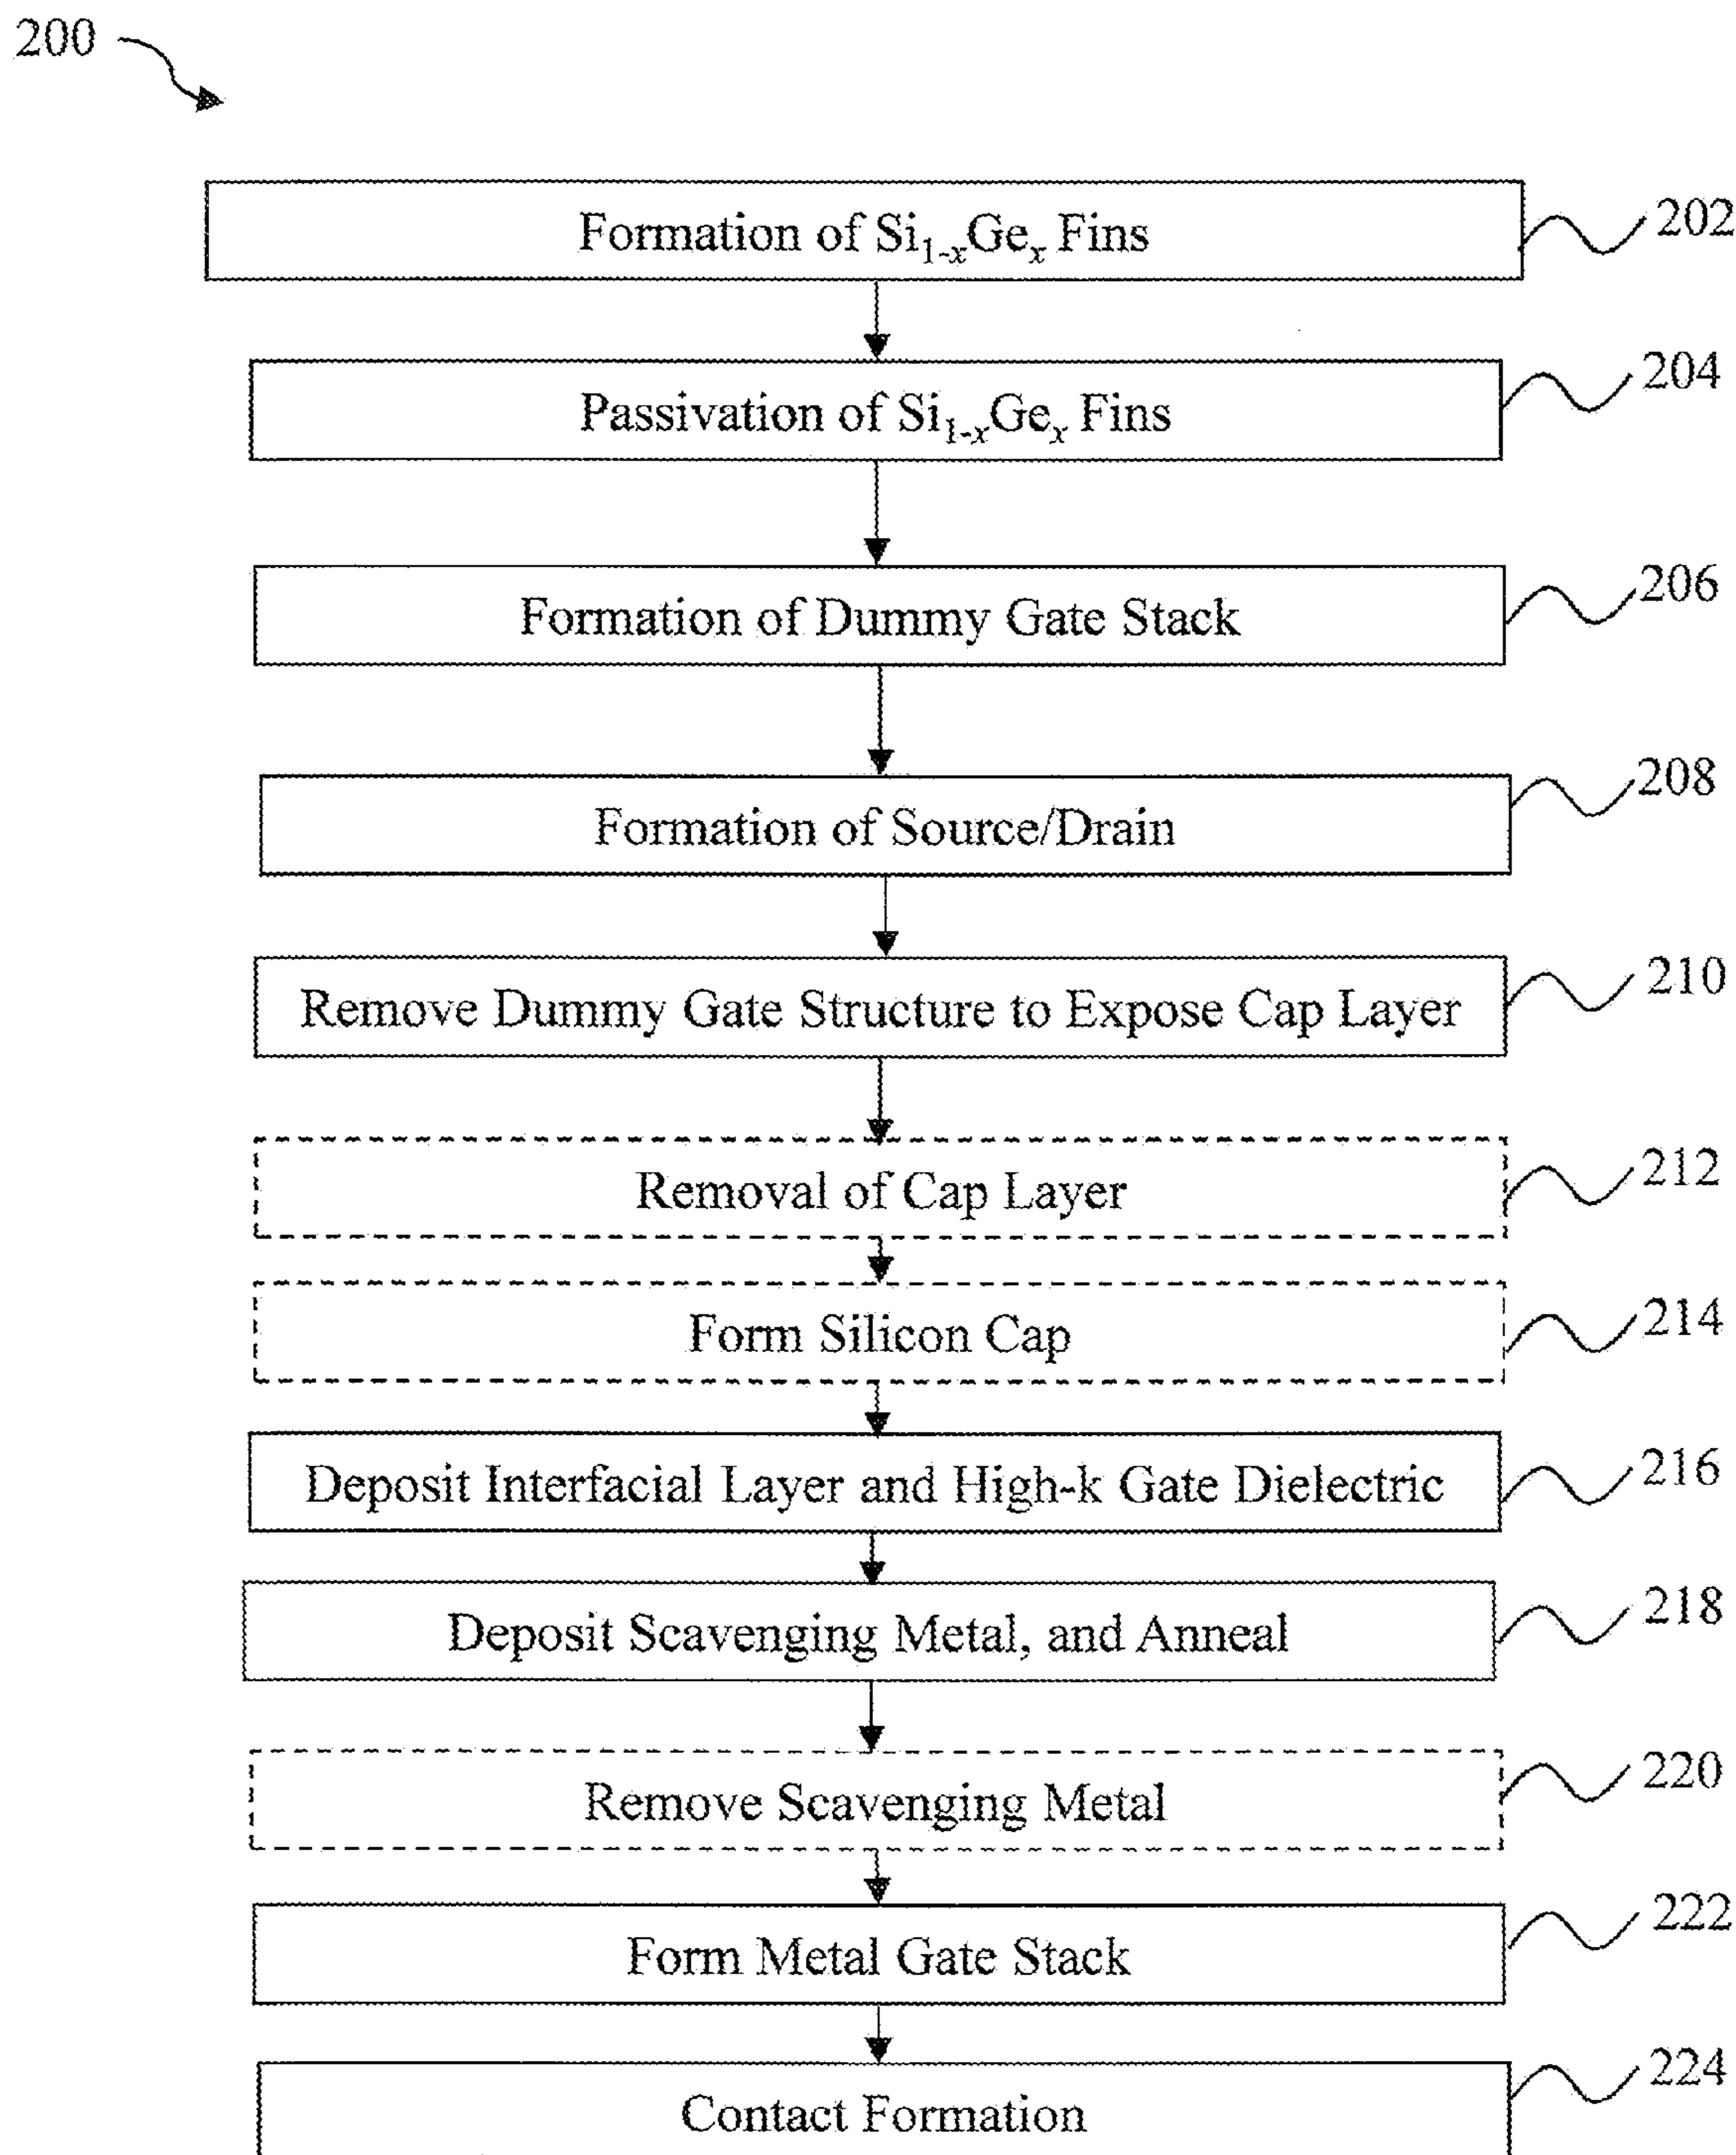 200
Formation of Si1-xGex Fins
202
Passivation of Si1-xGex Fins
204
Formation of Dummy Gate Stack
206
Formation of Source/Drain
208
Remove Dummy Gate Structure to Expose Cap Layer
210
Removal of Cap Layer
212
Form Silicon Cap
214
Deposit Interfacial Layer and High-k Gate Dielectric
216
Deposit Scavenging Metal, and Anneal
218
Remove Scavenging Metal
220
Form Metal Gate Stack
222
Contact Formation
224